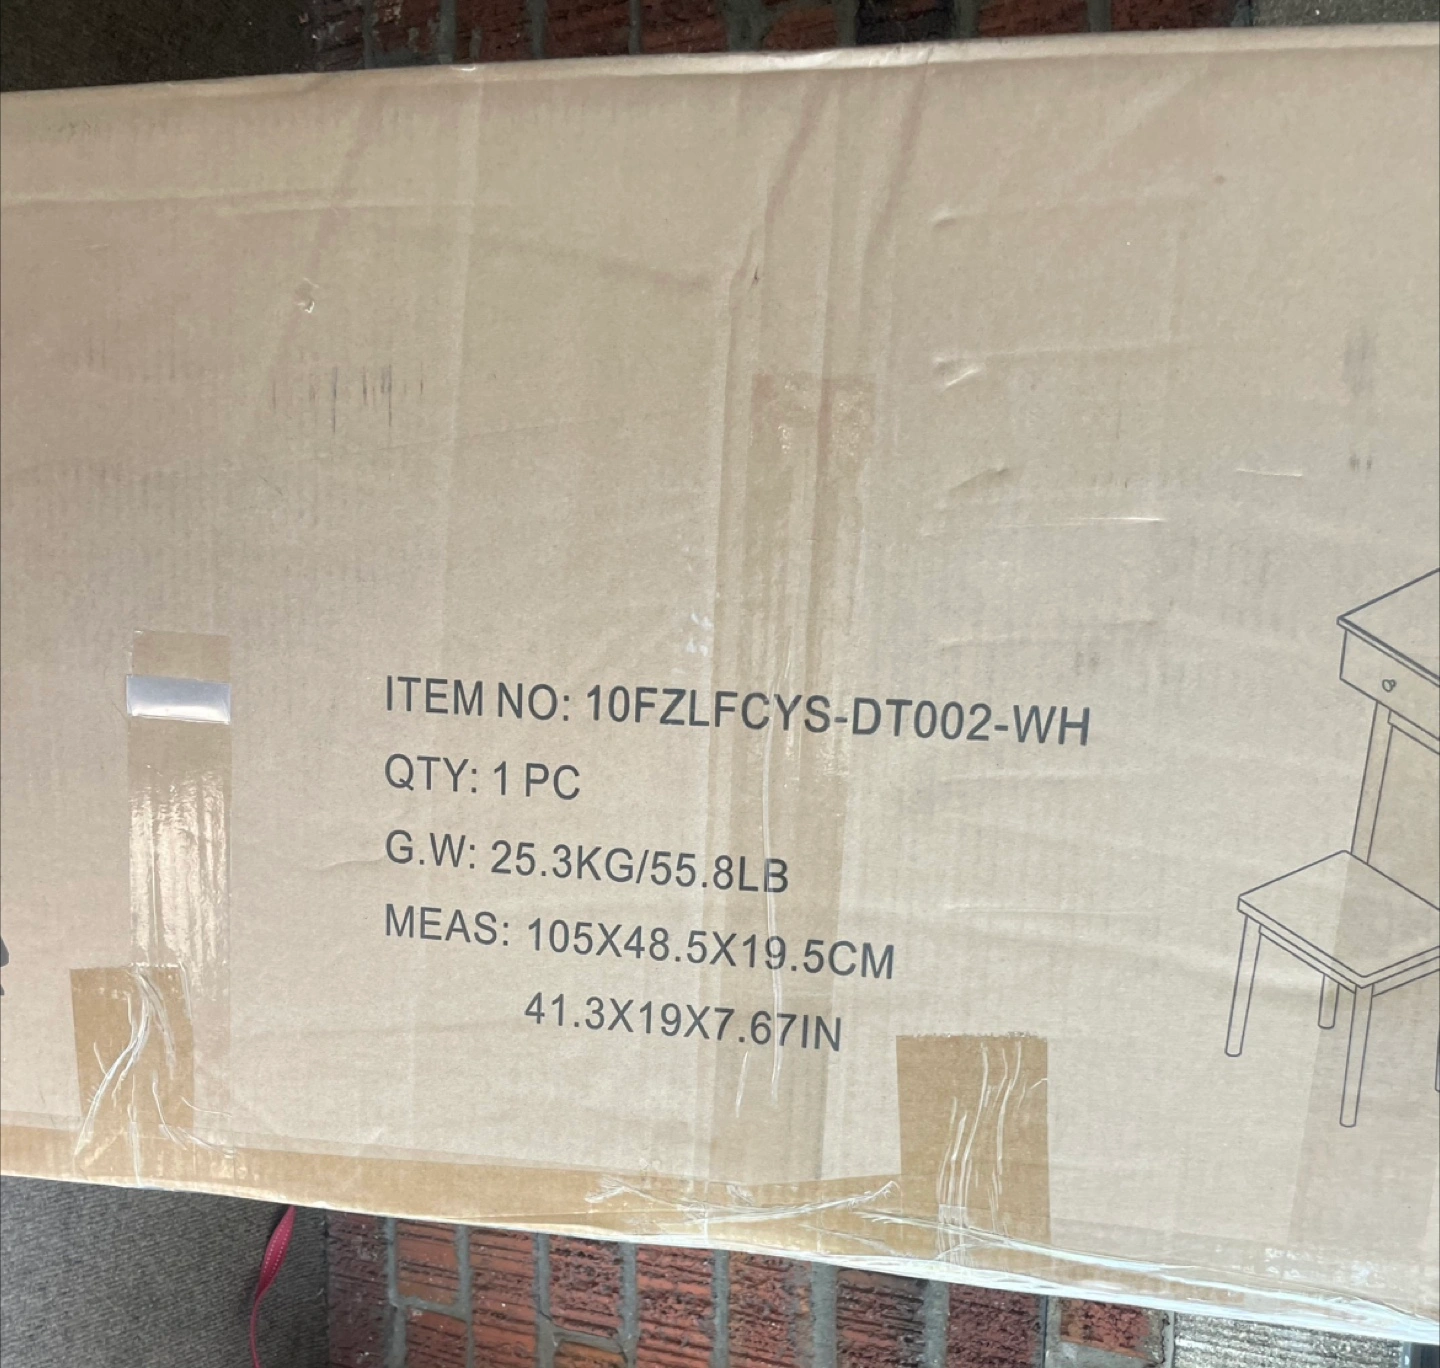 ITEM NO: 10FZLFCYS-DT002-WH
QTY: 1 PC
G.W: 25.3KG/55.8LB
MEAS: 105X48.5X19.5CM
41.3X19X7.67IN